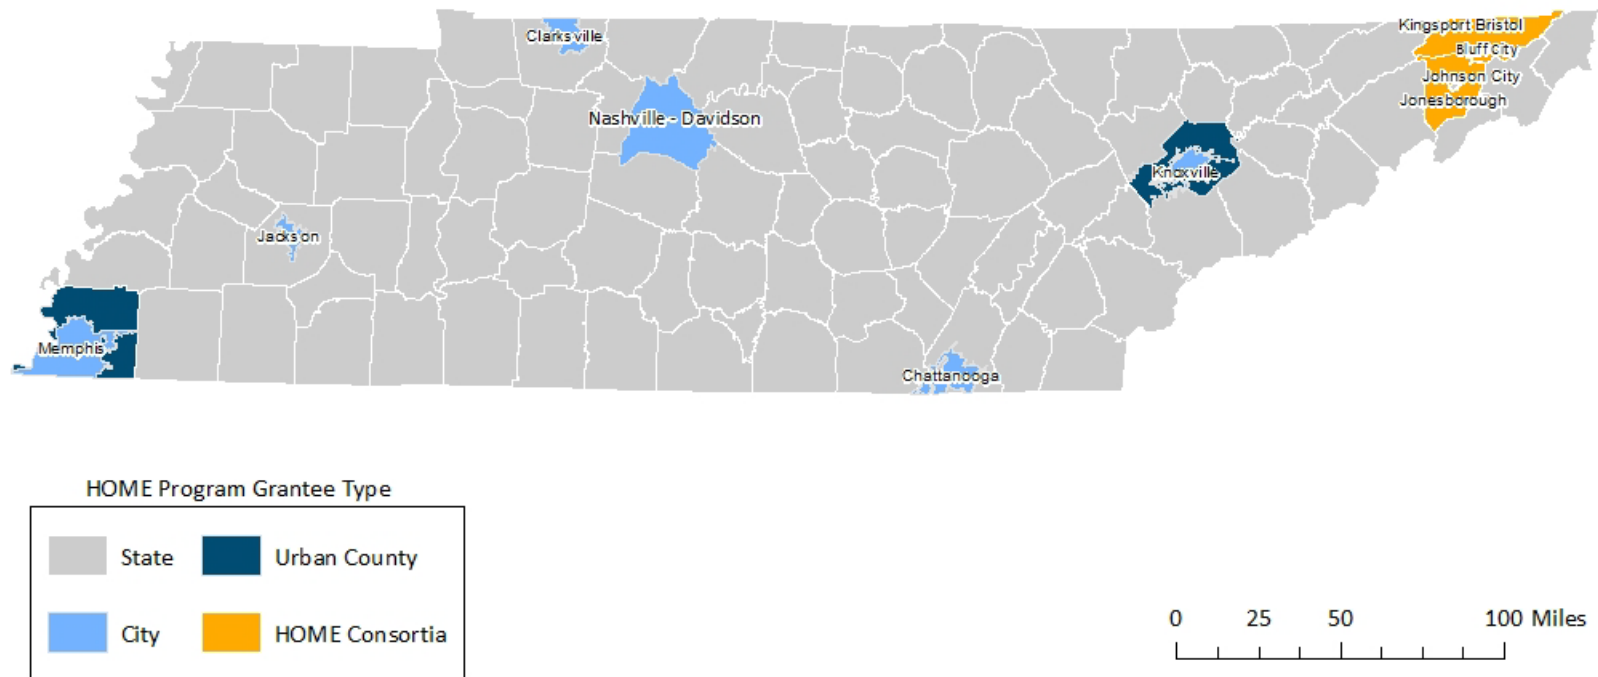 Kingsport Bristol
Clarksville
Bluff City
Johnson City
Jonesborough
Nashville - Davidson
Knoxville
Jackson
Memphis
Chattanooga
HOME Program Grantee Type
State
Urban County
City
HOME Consortia
0 25 50 100 Miles